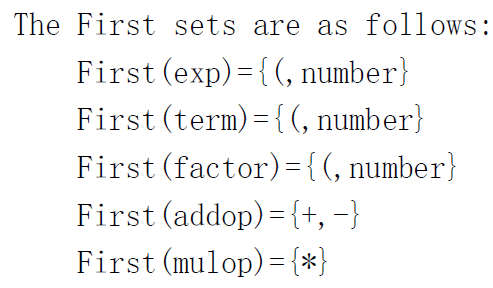 The First sets are as follows:
First(exp)={(,number}
First(term)={(,number}
First(factor)={(,number}
First(addop)={+,-}
First(mulop)={*}